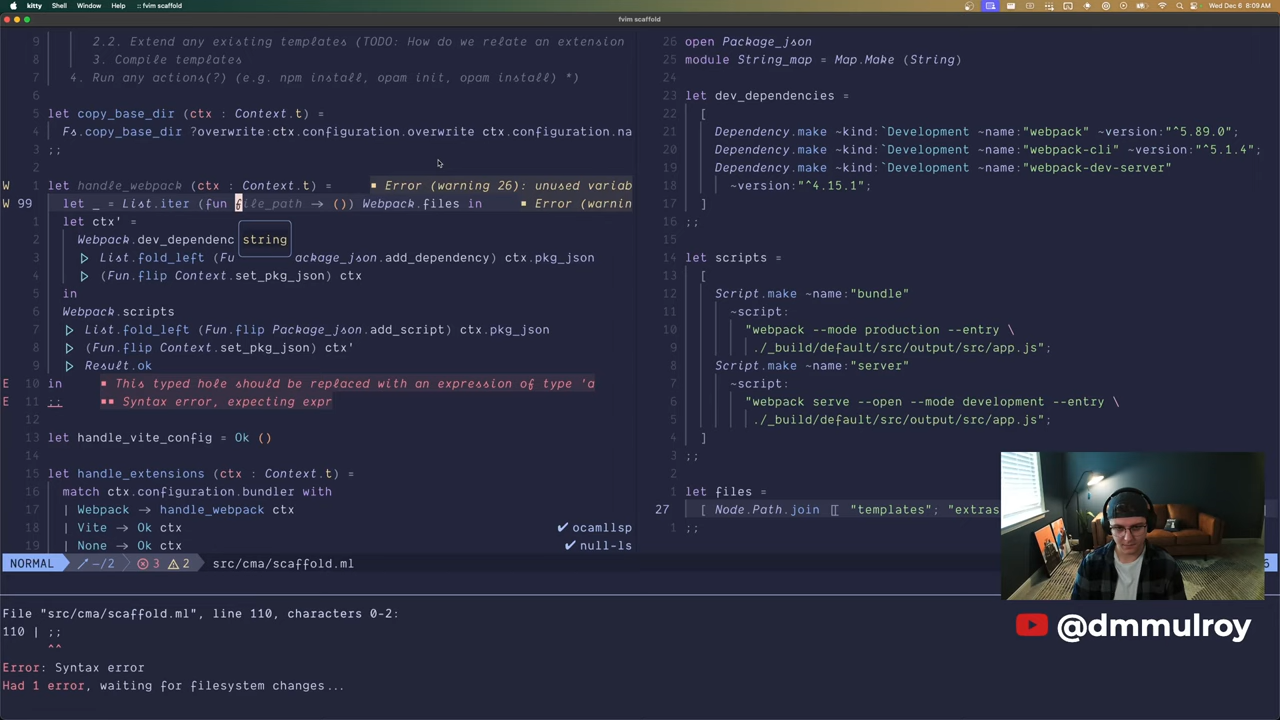 kitty Shell Window Help :: fvim scaffold Wed Dec 6 8:09 AM
fvim scaffold
9 2.2. Extend any existing templates (TODO: How do we relate an extension
8 3. Compile templates
7 4. Run any actions(?) (e.g. npm install, opam init, opam install) *)
6
5 let copy_base_dir (ctx : Context.t) =
4 Fs.copy_base_dir ?overwrite:ctx.configuration.overwrite ctx.configuration.na
3 ;;
2
W 1 let handle_webpack (ctx : Context.t) = ▪ Error (warning 26): unused variab
W 99 let _ = List.iter (fun file_path → ()) Webpack.files in ▪ Error (warnin
1 let ctx' =
2 Webpack.dev_dependenc string
3 ▷ List.fold_left (Fu ackage_json.add_dependency) ctx.pkg_json
4 ▷ (Fun.flip Context.set_pkg_json) ctx
5 in
6 Webpack.scripts
7 ▷ List.fold_left (Fun.flip Package_json.add_script) ctx.pkg_json
8 ▷ (Fun.flip Context.set_pkg_json) ctx'
9 ▷ Result.ok
E 10 in ▪ This typed hole should be replaced with an expression of type 'a
E 11 ;; ▪▪ Syntax error, expecting expr
12
13 let handle_vite_config = Ok ()
14
15 let handle_extensions (ctx : Context.t) =
16 match ctx.configuration.bundler with
17 | Webpack → handle_webpack ctx
18 | Vite → Ok ctx ✔ ocamllsp
19 | None → Ok ctx ✔ null-ls
26 open Package_json
25 module String_map = Map.Make (String)
24
23 let dev_dependencies =
22 [
21 Dependency.make ~kind:`Development ~name:"webpack" ~version:"^5.89.0";
20 Dependency.make ~kind:`Development ~name:"webpack-cli" ~version:"^5.1.4";
19 Dependency.make ~kind:`Development ~name:"webpack-dev-server"
18 ~version:"^4.15.1";
17 ]
16 ;;
15
14 let scripts =
13 [
12 Script.make ~name:"bundle"
11 ~script:
10 "webpack --mode production --entry \
9 ./_build/default/src/output/src/app.js";
8 Script.make ~name:"server"
7 ~script:
6 "webpack serve --open --mode development --entry \
5 ./_build/default/src/output/src/app.js";
4 ]
3 ;;
2
1 let files =
27 [ Node.Path.join [| "templates"; "extras
1 ;;
NORMAL −/2 3 2 src/cma/scaffold.ml
File "src/cma/scaffold.ml", line 110, characters 0-2:
110 | ;;
^^
Error: Syntax error
Had 1 error, waiting for filesystem changes...
@dmmulroy